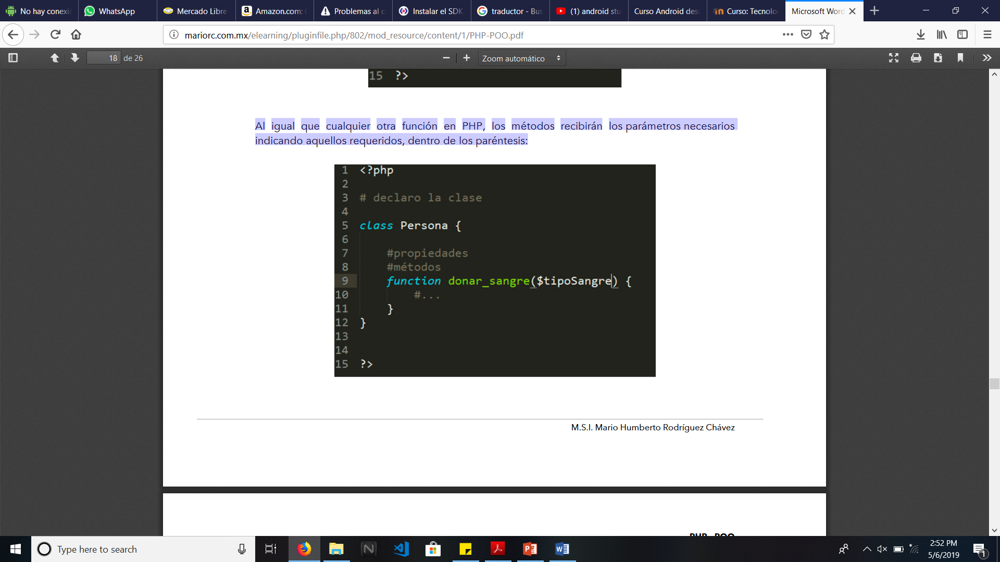 No hay conexi
WhatsApp
Mercado Libre
Amazon.com:
Problemas al c
Instalar el SDK
traductor - Bus
(1) android stu
Curso Android des
Curso: Tecnolo
Microsoft Word
mariorc.com.mx/elearning/pluginfile.php/802/mod_resource/content/1/PHP-POO.pdf
18 de 26
Zoom automático
15 ?>
Al igual que cualquier otra función en PHP, los métodos recibirán los parámetros necesarios
indicando aquellos requeridos, dentro de los paréntesis:
1 <?php
2
3 # declaro la clase
4
5 class Persona {
6
7 #propiedades
8 #métodos
9 function donar_sangre($tipoSangre) {
10 #...
11 }
12 }
13
14
15 ?>
M.S.I. Mario Humberto Rodríguez Chávez
PHP - POO
Type here to search
2:52 PM
5/6/2019
1